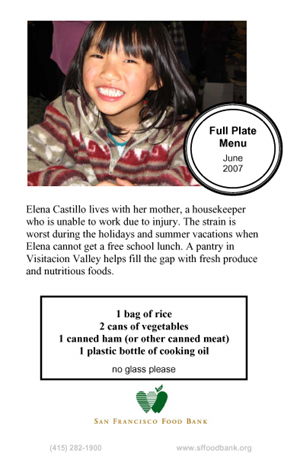 Full Plate
Menu
June
2007
Elena Castillo lives with her mother, a housekeeper
who is unable to work due to injury. The strain is
worst during the holidays and summer vacations when
Elena cannot get a free school lunch. A pantry in
Visitacion Valley helps fill the gap with fresh produce
and nutritious foods.
1 bag of rice
2 cans of vegetables
1 canned ham (or other canned meat)
1 plastic bottle of cooking oil
no glass please
SAN FRANCISCO FOOD BANK
(415) 282-1900 www.sffoodbank.org